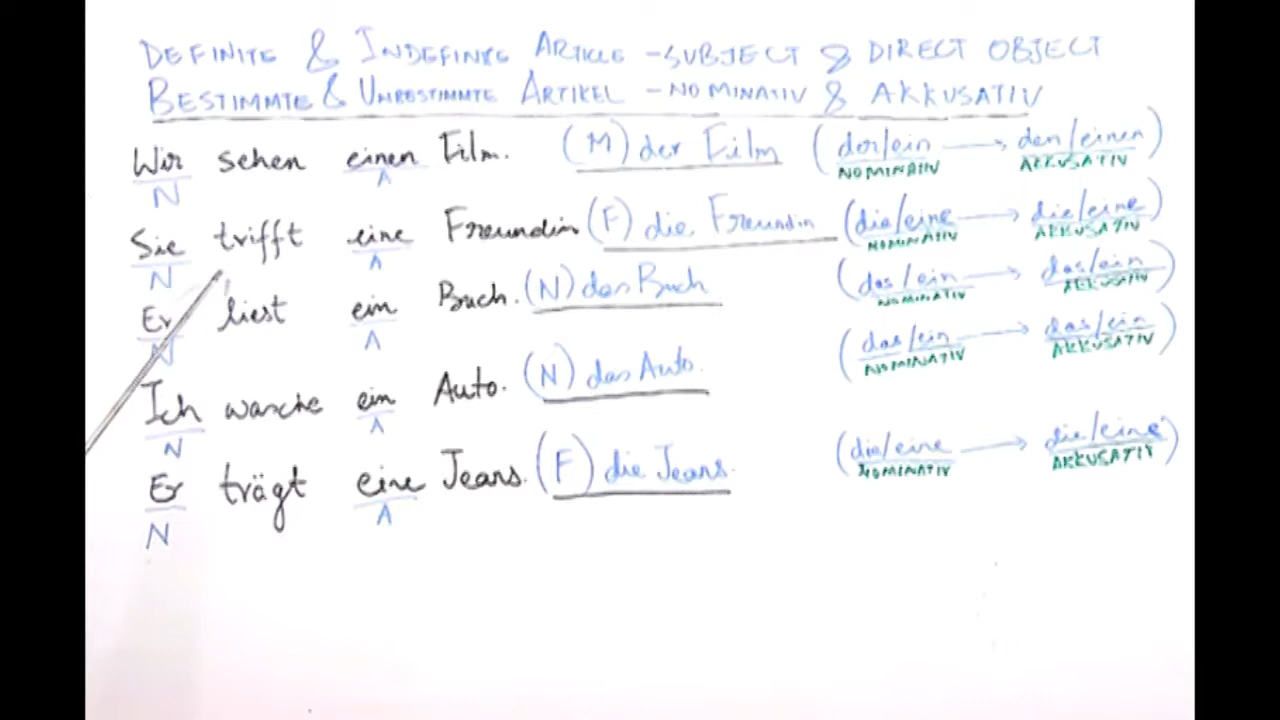 DEFINITE & INDEFINITE ARTICLE - SUBJECT & DIRECT OBJECT
BESTIMMTE & UNBESTIMMTE ARTIKEL - NOMINATIV & AKKUSATIV
Wir sehen einen Film. (M) der Film (der/ein → den/einen)
N A NOMINATIV AKKUSATIV
Sie trifft eine Freundin (F) die Freundin (die/eine → die/eine)
N A NOMINATIV AKKUSATIV
Er liest ein Buch. (N) das Buch (das/ein → das/ein)
N A NOMINATIV AKKUSATIV
Ich wasche ein Auto. (N) das Auto. (das/ein → das/ein)
N A NOMINATIV AKKUSATIV
Er trägt eine Jeans. (F) die Jeans. (die/eine → die/eine)
N A NOMINATIV AKKUSATIV